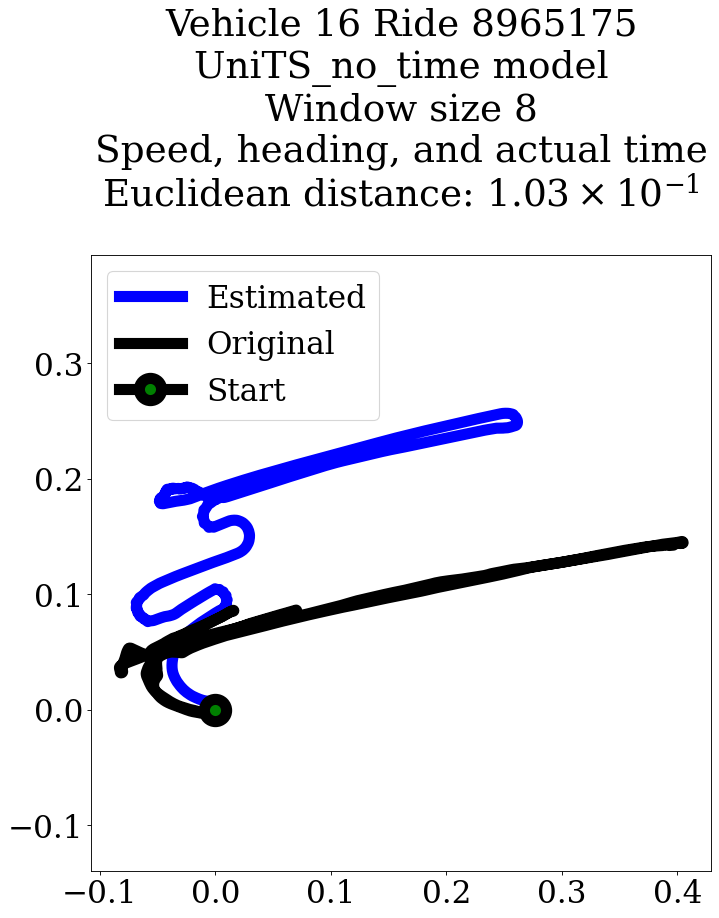 Vehicle 16 Ride 8965175
UniTS_no_time model
Window size 8
Speed, heading, and actual time
Euclidean distance: 1.03 × 10⁻¹
Estimated
Original
Start
0.3
0.2
0.1
0.0
−0.1
−0.1 0.0 0.1 0.2 0.3 0.4